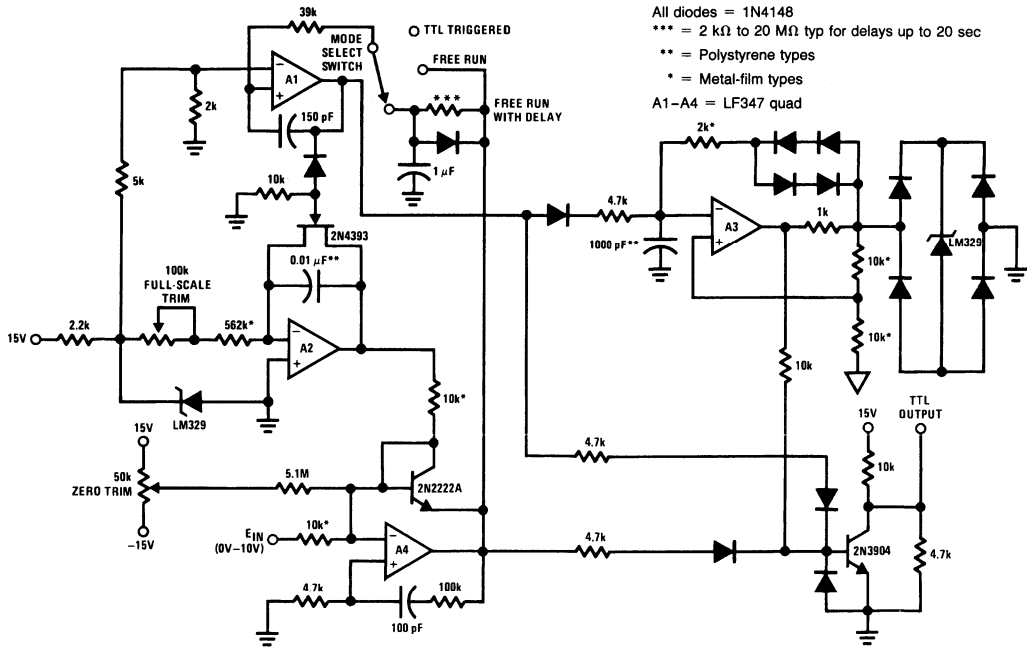 All diodes = 1N4148
*** = 2 kΩ to 20 MΩ typ for delays up to 20 sec
** = Polystyrene types
* = Metal-film types
A1–A4 = LF347 quad
39k
TTL TRIGGERED
MODE
SELECT
SWITCH
FREE RUN
−
A1
+
***
FREE RUN
WITH DELAY
2k
150 pF
1 µF
2k*
5k
10k
4.7k
−
A3
+
1k
LM329
2N4393
1000 pF**
10k*
0.01 µF**
100k
FULL-SCALE
TRIM
10k*
15V
2.2k
562k*
−
A2
+
10k
10k*
LM329
15V
TTL
OUTPUT
15V
50k
ZERO TRIM
−15V
5.1M
2N2222A
4.7k
10k
EIN
(0V–10V)
10k*
−
A4
+
4.7k
2N3904
4.7k
4.7k
100k
100 pF